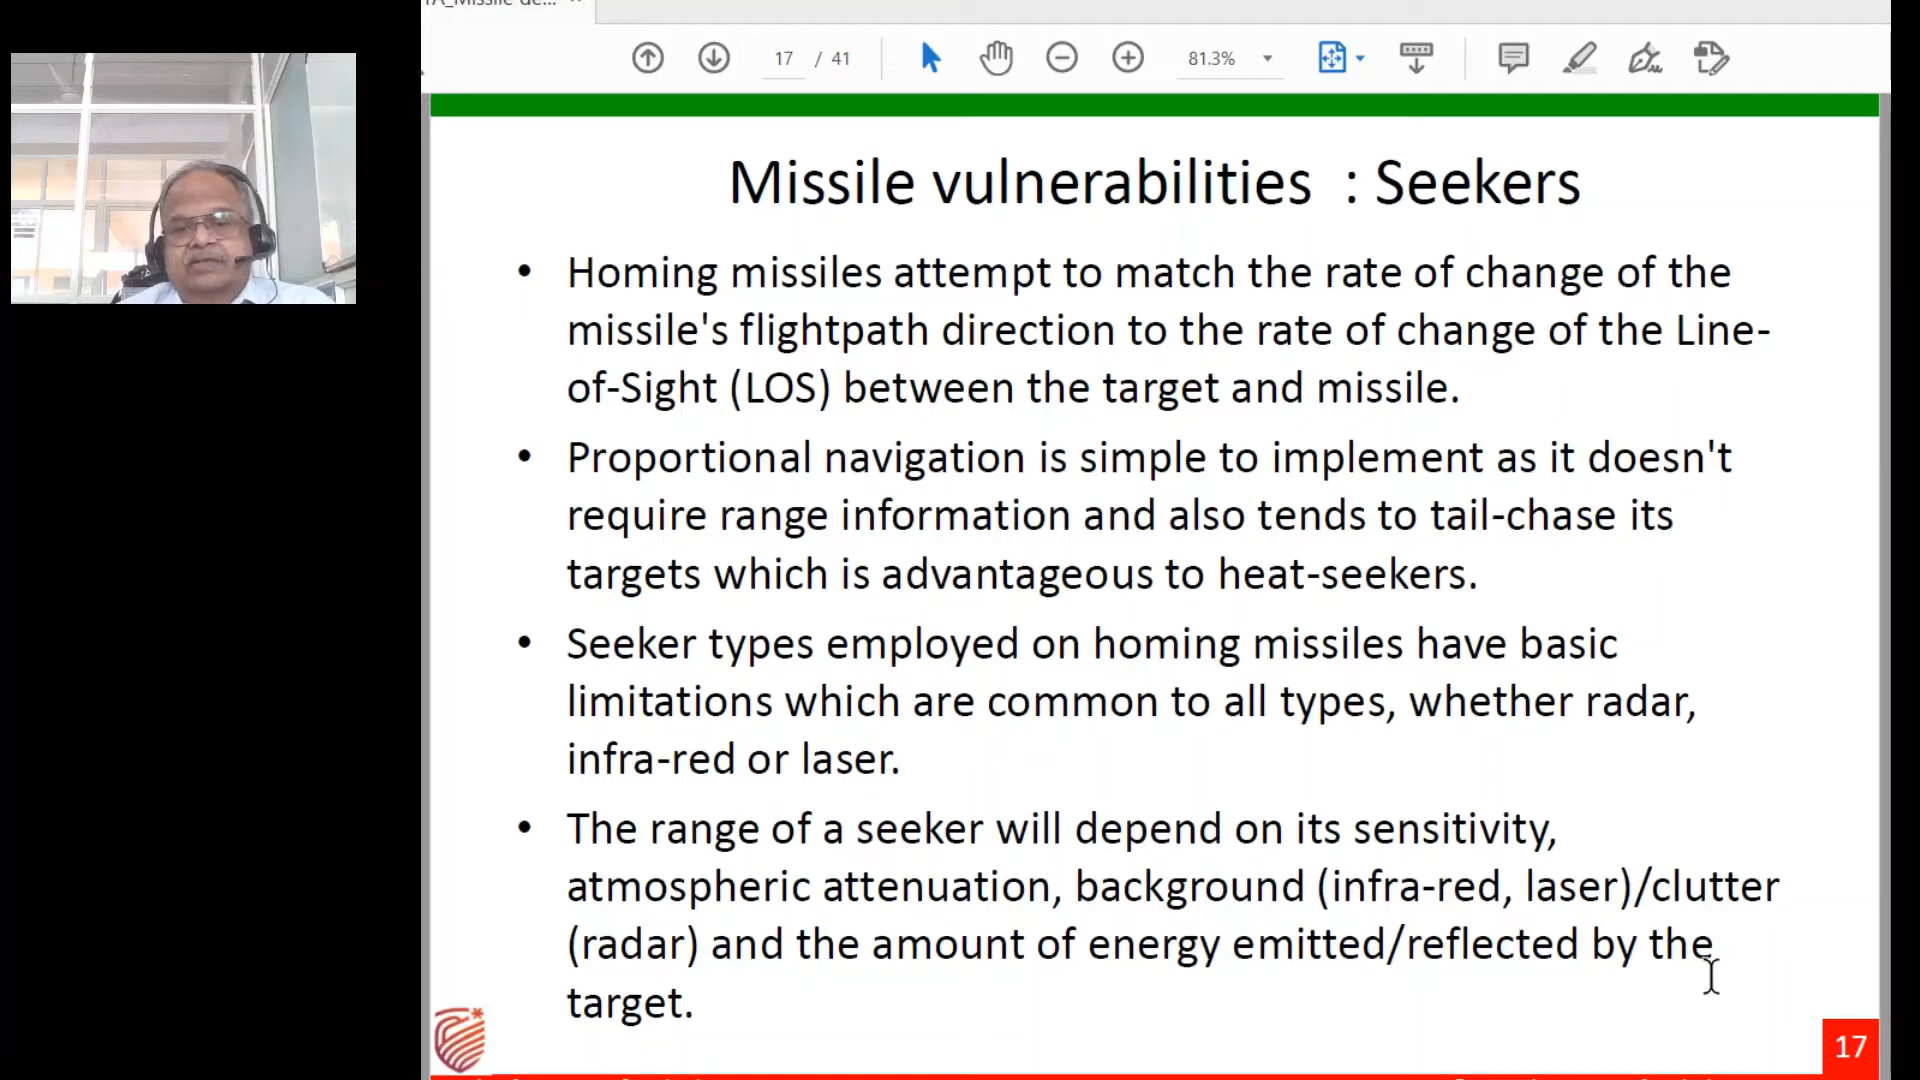 17 / 41
81.3%
Missile vulnerabilities : Seekers
• Homing missiles attempt to match the rate of change of the
missile's flightpath direction to the rate of change of the Line-
of-Sight (LOS) between the target and missile.
• Proportional navigation is simple to implement as it doesn't
require range information and also tends to tail-chase its
targets which is advantageous to heat-seekers.
• Seeker types employed on homing missiles have basic
limitations which are common to all types, whether radar,
infra-red or laser.
• The range of a seeker will depend on its sensitivity,
atmospheric attenuation, background (infra-red, laser)/clutter
(radar) and the amount of energy emitted/reflected by the
target.
17